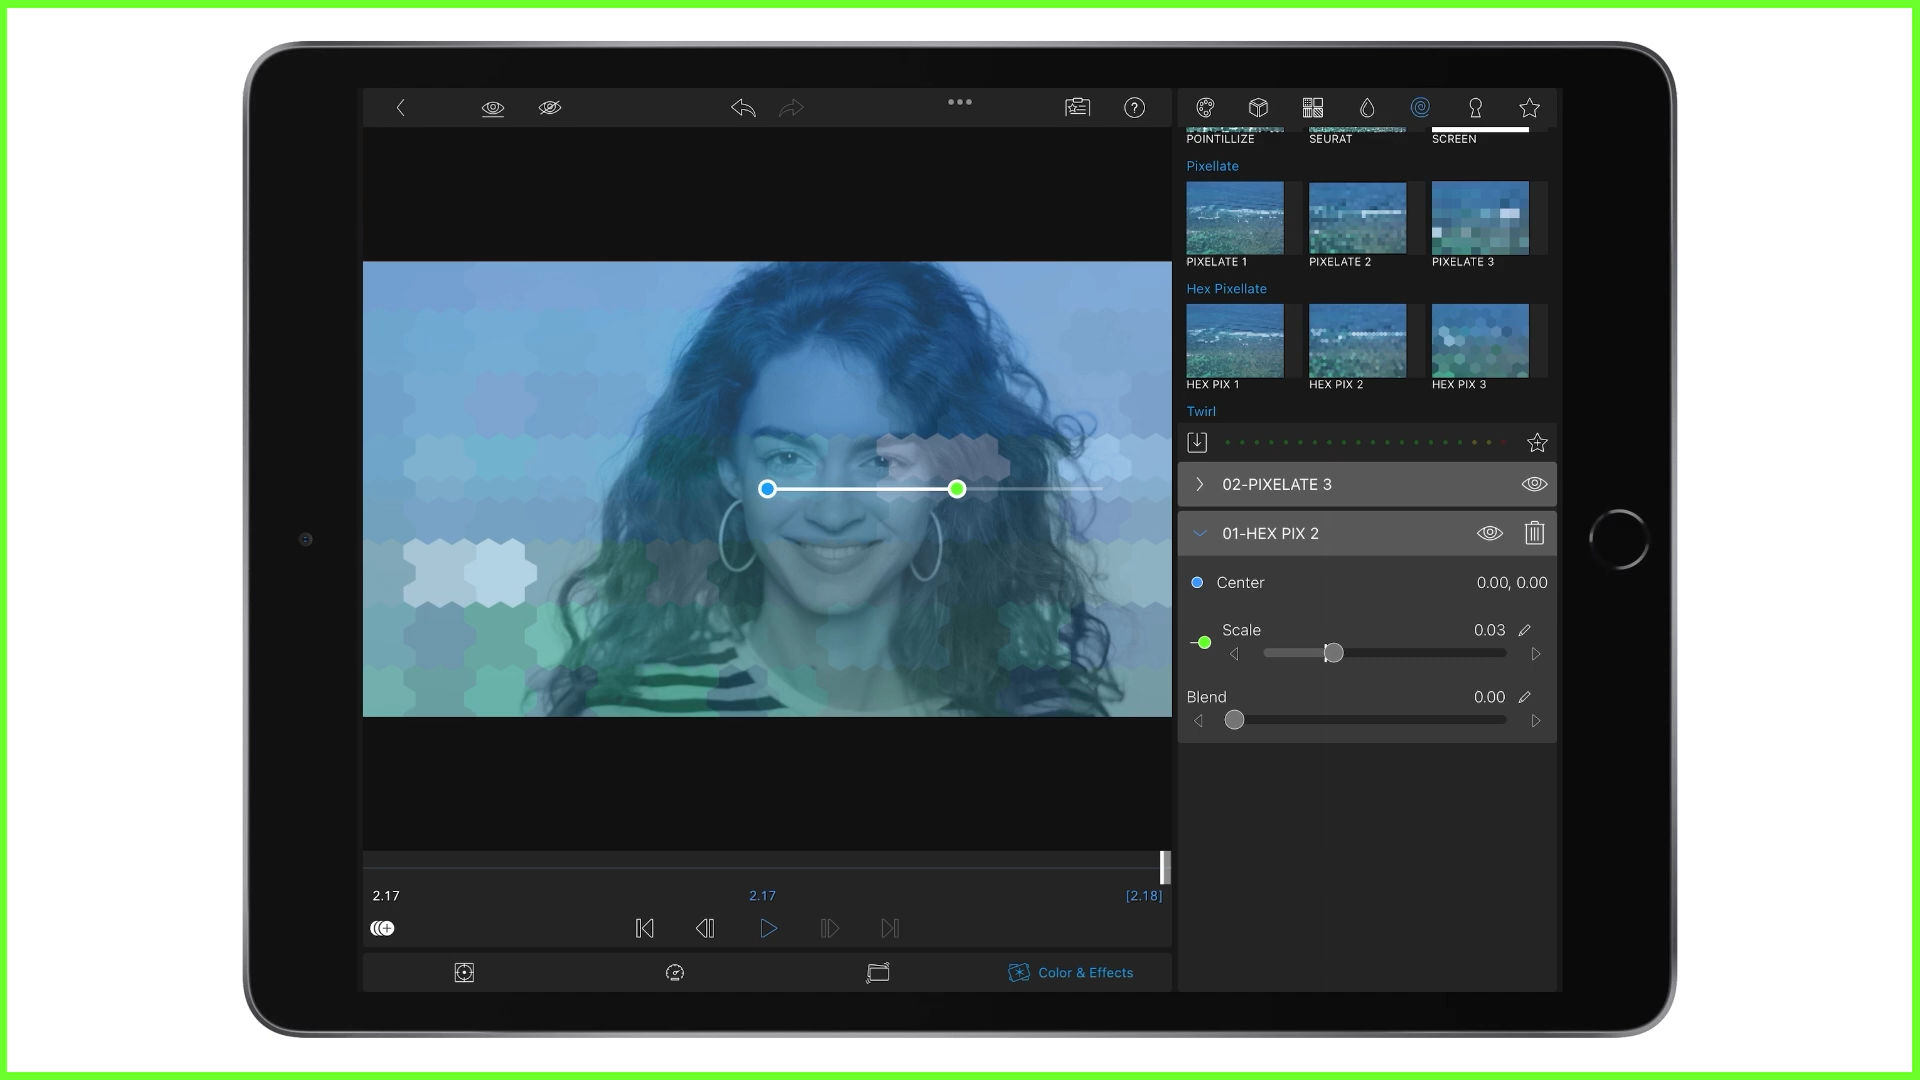 POINTILLIZE SEURAT SCREEN
Pixellate
PIXELATE 1 PIXELATE 2 PIXELATE 3
Hex Pixellate
HEX PIX 1 HEX PIX 2 HEX PIX 3
Twirl
02-PIXELATE 3
01-HEX PIX 2
Center 0.00, 0.00
Scale 0.03
Blend 0.00
2.17 2.17 [2.18]
Color & Effects